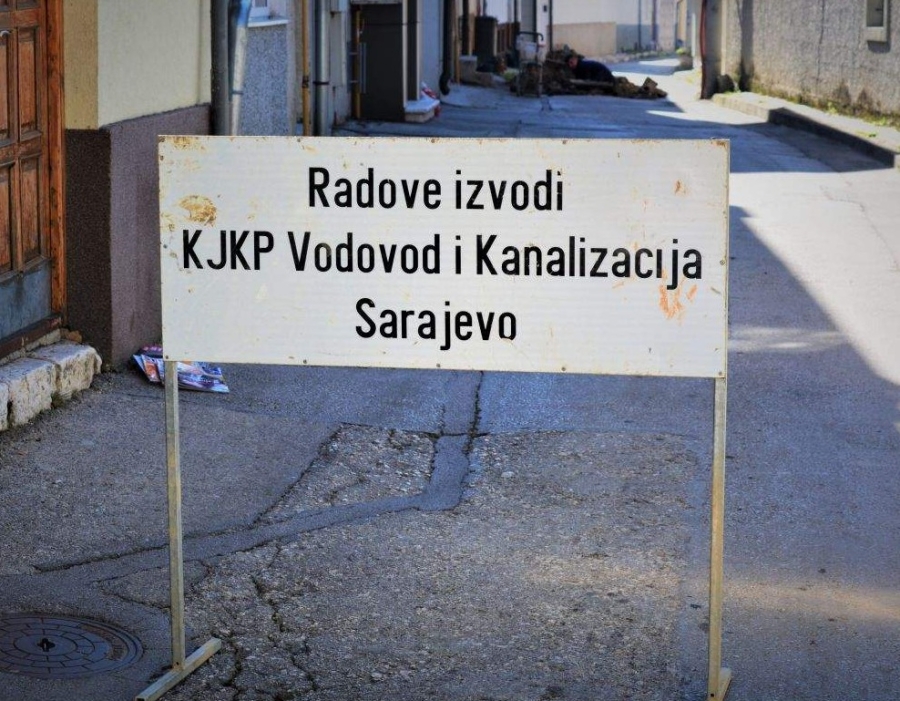 Radove izvodi
KJKP Vodovod i Kanalizacija
Sarajevo